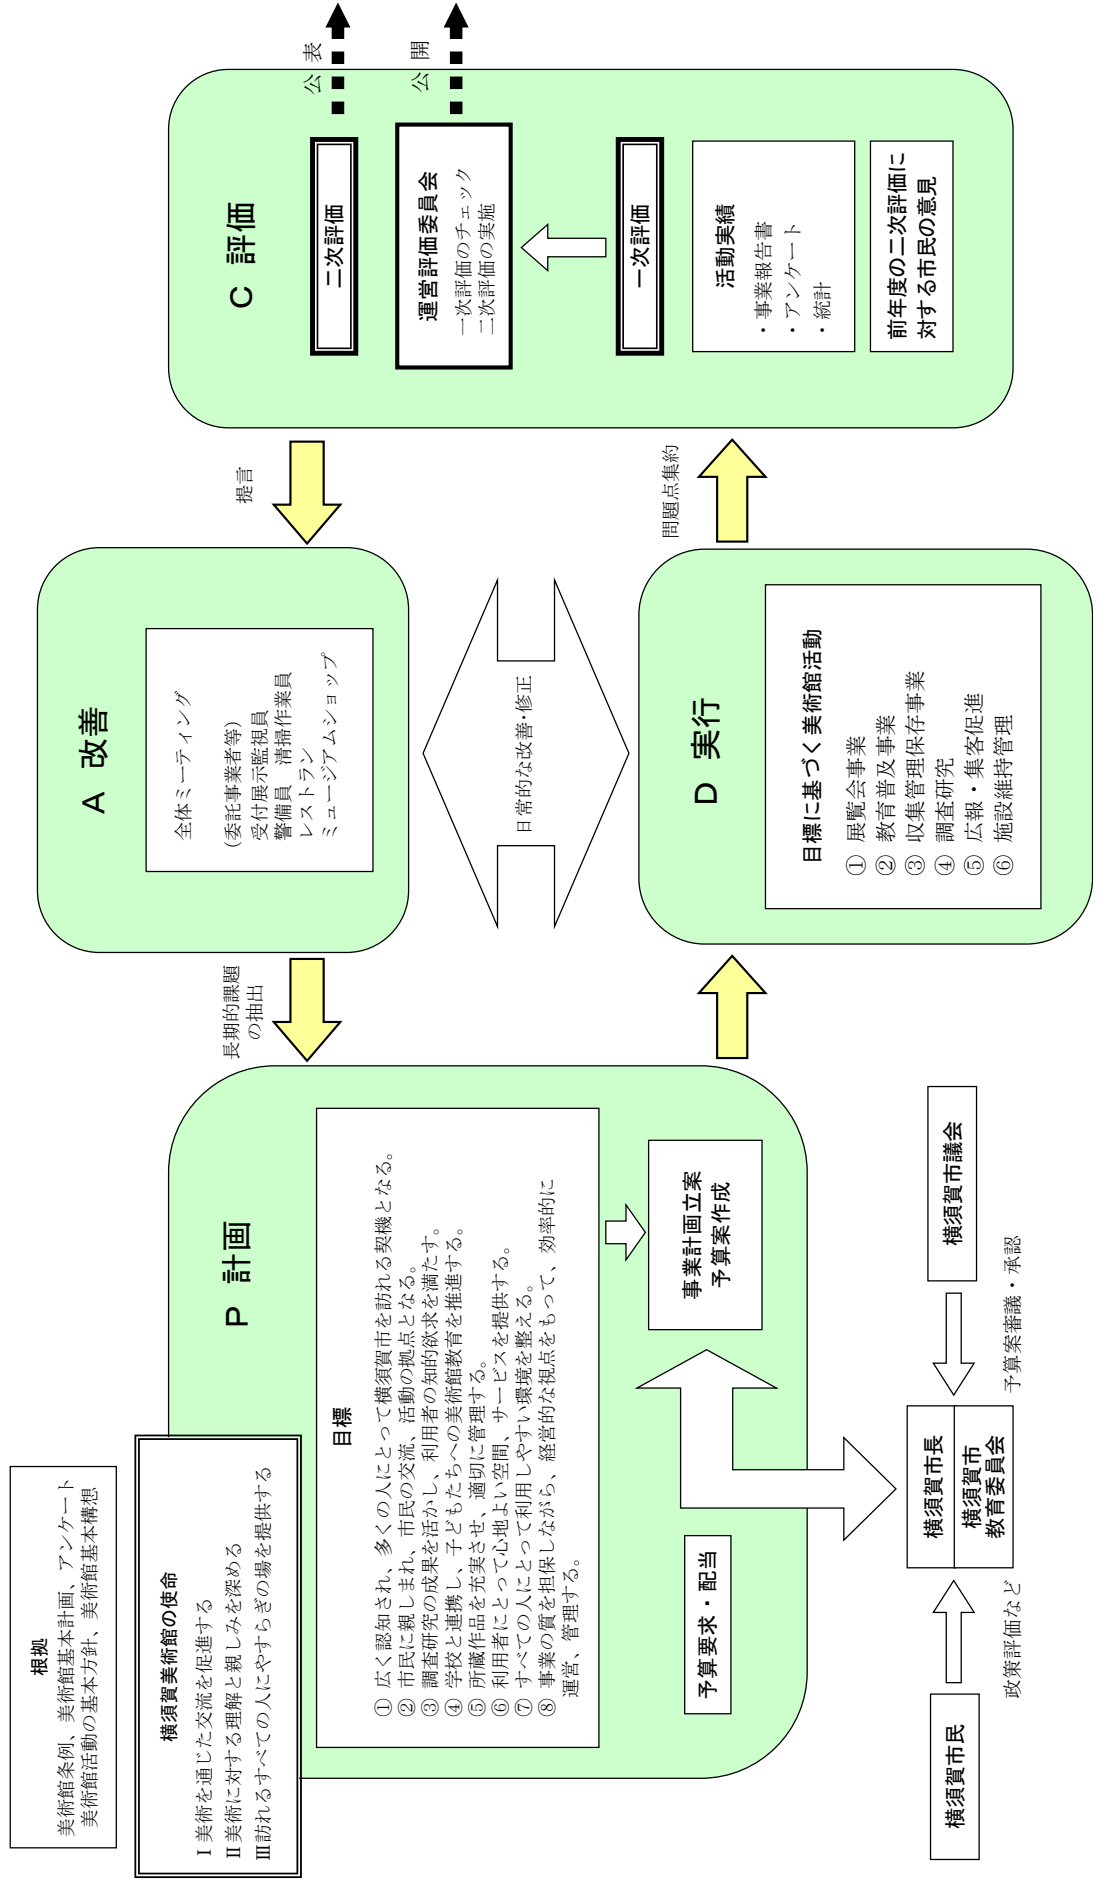 根拠
美術館条例、美術館基本計画、アンケート
美術館活動の基本方針、美術館基本構想
横須賀美術館の使命
Ⅰ美術を通じた交流を促進する
Ⅱ美術に対する理解と親しみを深める
Ⅲ訪れるすべての人にやすらぎの場を提供する
P 計画
目標
① 広く認知され、多くの人にとって横須賀市を訪れる契機となる。
② 市民に親しまれ、市民の交流、活動の拠点となる。
③ 調査研究の成果を活かし、利用者の知的欲求を満たす。
④ 学校と連携し、子どもたちへの美術館教育を推進する。
⑤ 所蔵作品を充実させ、適切に管理する。
⑥ 利用者にとって心地よい空間、サービスを提供する。
⑦ すべての人にとって利用しやすい環境を整える。
⑧ 事業の質を担保しながら、経営的な視点をもって、効率的に
運営、管理する。
事業計画立案
予算案作成
予算要求・配当
横須賀市民
政策評価など
横須賀市長
横須賀市
教育委員会
横須賀市議会
予算案審議・承認
長期的課題
の抽出
A 改善
全体ミーティング
(委託事業者等)
受付展示監視員
警備員 清掃作業員
レストラン
ミュージアムショップ
日常的な改善・修正
D 実行
目標に基づく美術館活動
① 展覧会事業
② 教育普及事業
③ 収集管理保存事業
④ 調査研究
⑤ 広報・集客促進
⑥ 施設維持管理
提言
問題点集約
C 評価
二次評価
公 表
運営評価委員会
一次評価のチェック
二次評価の実施
公 開
一次評価
活動実績
・事業報告書
・アンケート
・統計
前年度の二次評価に
対する市民の意見